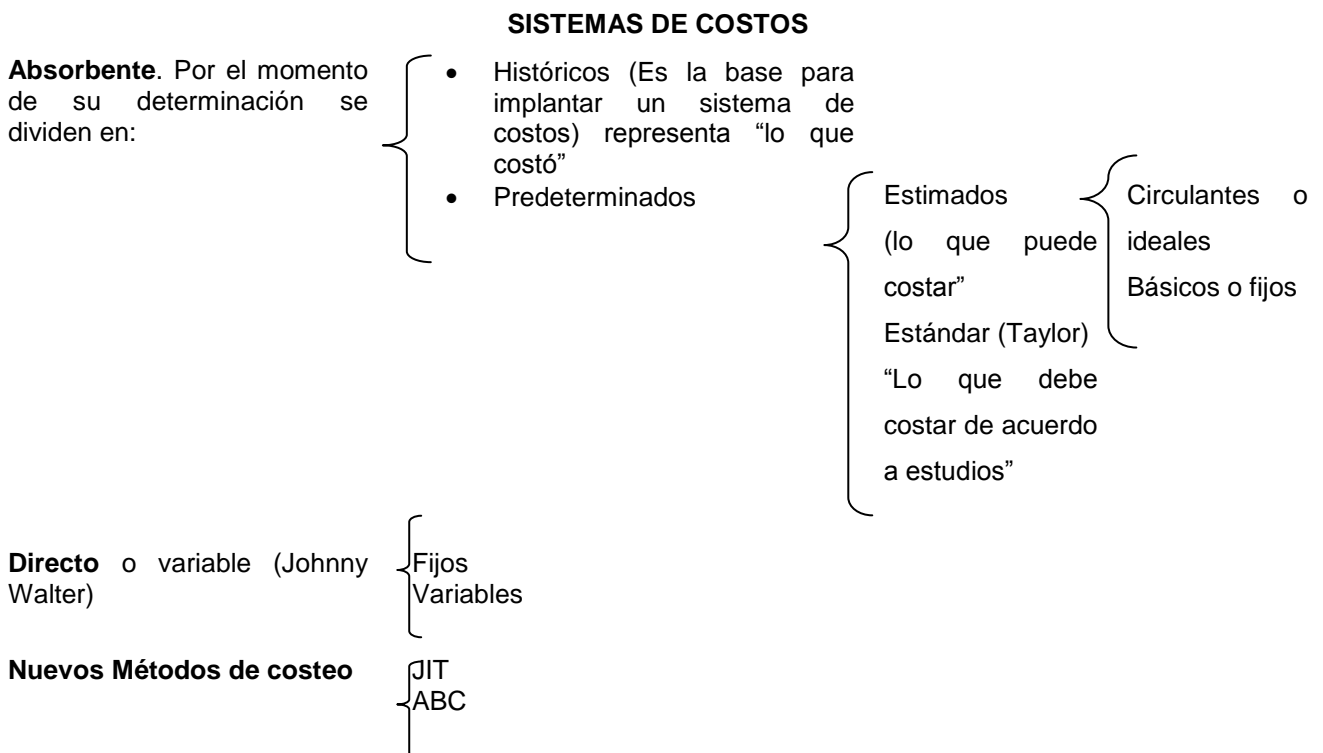 SISTEMAS DE COSTOS
Absorbente. Por el momento
de su determinación se
dividen en:
• Históricos (Es la base para
implantar un sistema de
costos) representa “lo que
costó”
• Predeterminados
Estimados
(lo que puede
costar”
Estándar (Taylor)
“Lo que debe
costar de acuerdo
a estudios”
Circulantes o
ideales
Básicos o fijos
Directo o variable (Johnny
Walter)
Fijos
Variables
Nuevos Métodos de costeo
JIT
ABC